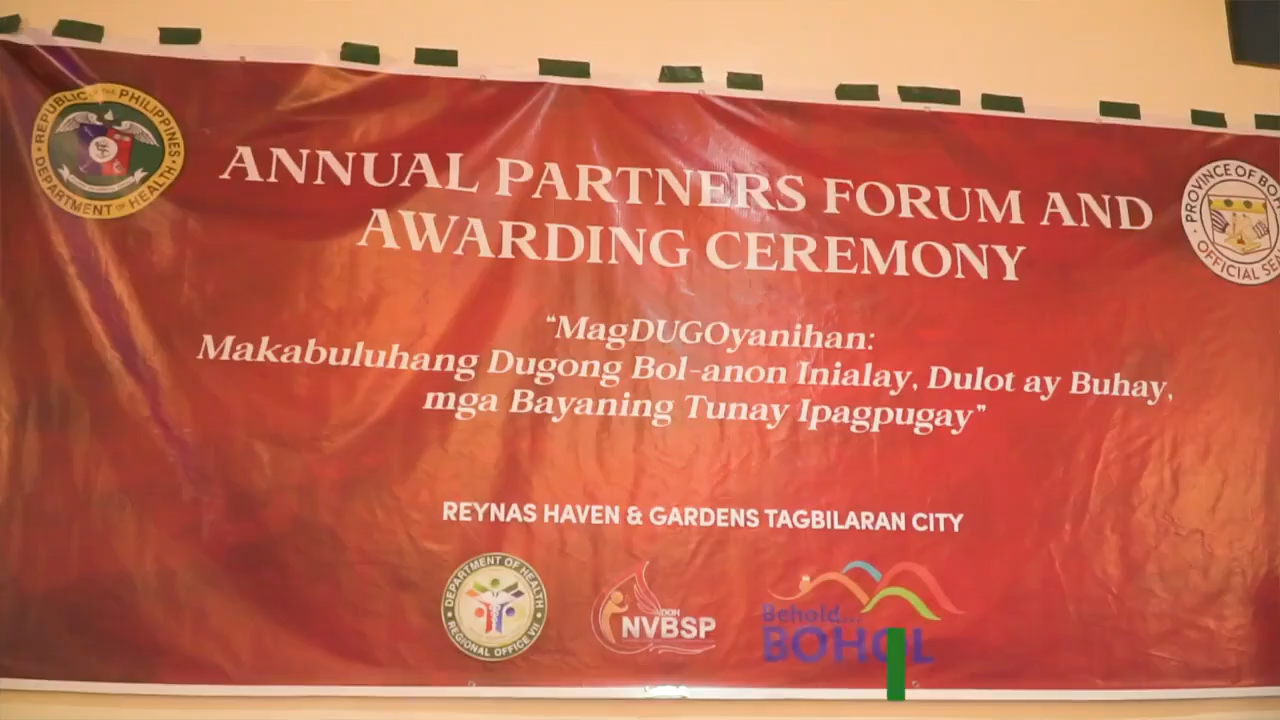 REPUBLIC OF THE PHILIPPINES
DEPARTMENT OF HEALTH
ANNUAL PARTNERS FORUM AND
AWARDING CEREMONY
PROVINCE OF BO
OFFICIAL SEA
“MagDUGOyanihan:
Makabuluhang Dugong Bol-anon Inialay, Dulot ay Buhay,
mga Bayaning Tunay Ipagpugay”
REYNAS HAVEN & GARDENS TAGBILARAN CITY
DEPARTMENT OF HEALTH
REGIONAL OFFICE VII
DOH
NVBSP
Behold...
BOHOL